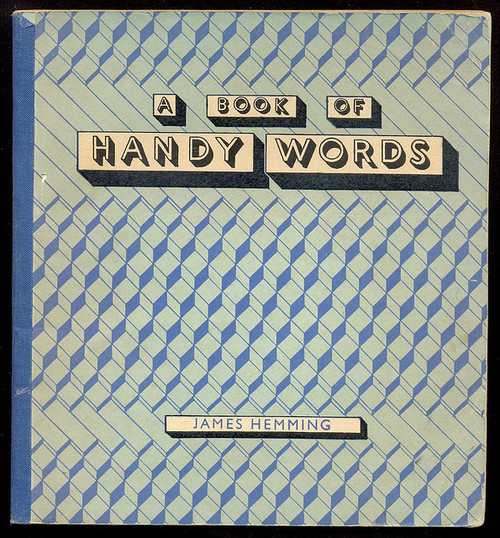 A BOOK OF
HANDY WORDS
JAMES HEMMING